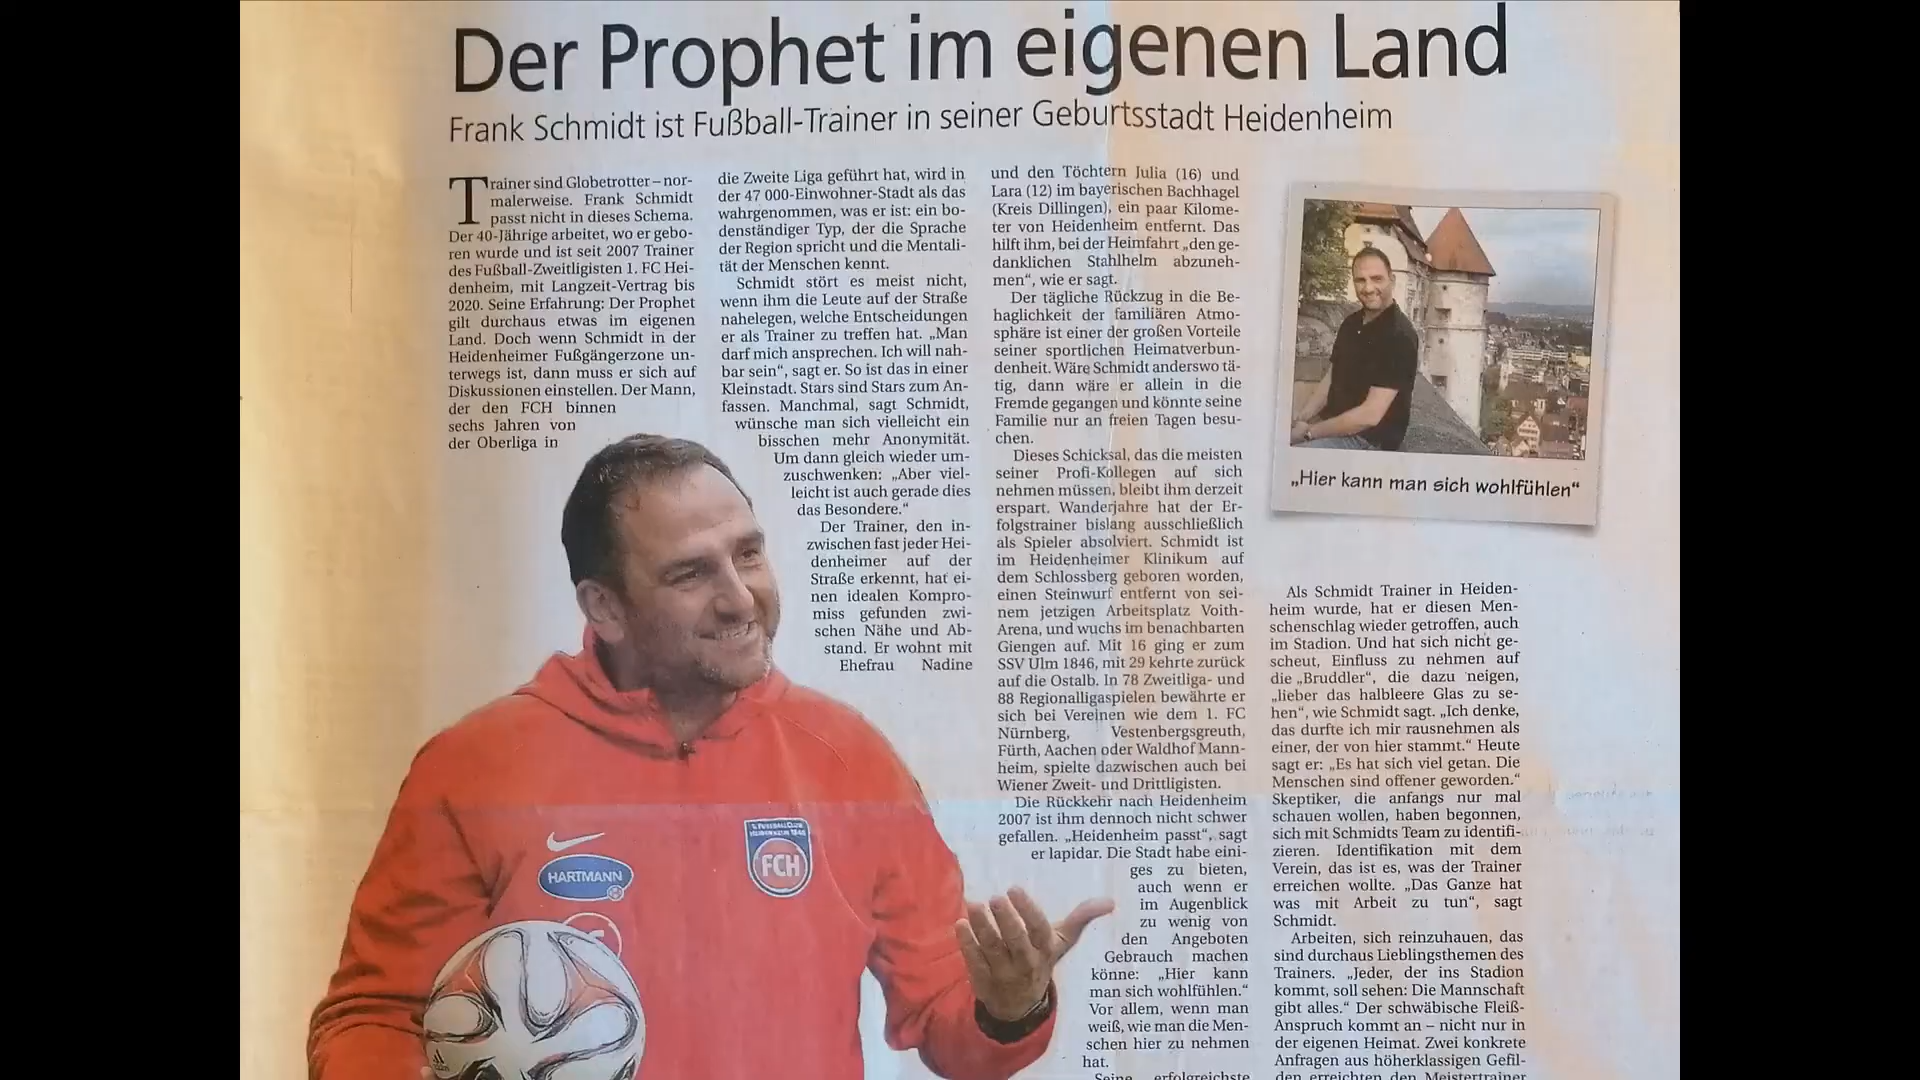 Der Prophet im eigenen Land
Frank Schmidt ist Fußball-Trainer in seiner Geburtsstadt Heidenheim
Trainer sind Globetrotter – nor-
malerweise. Frank Schmidt
passt nicht in dieses Schema.
Der 40-Jährige arbeitet, wo er gebo-
ren wurde und ist seit 2007 Trainer
des Fußball-Zweitligisten 1. FC Hei-
denheim, mit Langzeit-Vertrag bis
2020. Seine Erfahrung: Der Prophet
gilt durchaus etwas im eigenen
Land. Doch wenn Schmidt in der
Heidenheimer Fußgängerzone un-
terwegs ist, dann muss er sich auf
Diskussionen einstellen. Der Mann,
der den FCH binnen
sechs Jahren von
der Oberliga in
die Zweite Liga geführt hat, wird in
der 47 000-Einwohner-Stadt als das
wahrgenommen, was er ist: ein bo-
denständiger Typ, der die Sprache
der Region spricht und die Mentali-
tät der Menschen kennt.
Schmidt stört es meist nicht,
wenn ihm die Leute auf der Straße
nahelegen, welche Entscheidungen
er als Trainer zu treffen hat. „Man
darf mich ansprechen. Ich will nah-
bar sein“, sagt er. So ist das in einer
Kleinstadt. Stars sind Stars zum An-
fassen. Manchmal, sagt Schmidt,
wünsche man sich vielleicht ein
bisschen mehr Anonymität.
Um dann gleich wieder um-
zuschwenken: „Aber viel-
leicht ist auch gerade dies
das Besondere.“
Der Trainer, den in-
zwischen fast jeder Hei-
denheimer auf der
Straße erkennt, hat ei-
nen idealen Kompro-
miss gefunden zwi-
schen Nähe und Ab-
stand. Er wohnt mit
Ehefrau Nadine
und den Töchtern Julia (16) und
Lara (12) im bayerischen Bachhagel
(Kreis Dillingen), ein paar Kilome-
ter von Heidenheim entfernt. Das
hilft ihm, bei der Heimfahrt „den ge-
danklichen Stahlhelm abzuneh-
men“, wie er sagt.
Der tägliche Rückzug in die Be-
haglichkeit der familiären Atmo-
sphäre ist einer der großen Vorteile
seiner sportlichen Heimatverbun-
denheit. Wäre Schmidt anderswo tä-
tig, dann wäre er allein in die
Fremde gegangen und könnte seine
Familie nur an freien Tagen besu-
chen.
Dieses Schicksal, das die meisten
seiner Profi-Kollegen auf sich
nehmen müssen, bleibt ihm derzeit
erspart. Wanderjahre hat der Er-
folgstrainer bislang ausschließlich
als Spieler absolviert. Schmidt ist
im Heidenheimer Klinikum auf
dem Schlossberg geboren worden,
einen Steinwurf entfernt von sei-
nem jetzigen Arbeitsplatz Voith-
Arena, und wuchs im benachbarten
Giengen auf. Mit 16 ging er zum
SSV Ulm 1846, mit 29 kehrte zurück
auf die Ostalb. In 78 Zweitliga- und
88 Regionalligaspielen bewährte er
sich bei Vereinen wie dem 1. FC
Nürnberg, Vestenbergsgreuth,
Fürth, Aachen oder Waldhof Mann-
heim, spielte dazwischen auch bei
Wiener Zweit- und Drittligisten.
Die Rückkehr nach Heidenheim
2007 ist ihm dennoch nicht schwer
gefallen. „Heidenheim passt“, sagt
er lapidar. Die Stadt habe eini-
ges zu bieten,
auch wenn er
im Augenblick
zu wenig von
den Angeboten
Gebrauch machen
könne: „Hier kann
man sich wohlfühlen.“
Vor allem, wenn man
weiß, wie man die Men-
schen hier zu nehmen
hat.
Seine erfolgreichste
„Hier kann man sich wohlfühlen“
Als Schmidt Trainer in Heiden-
heim wurde, hat er diesen Men-
schenschlag wieder getroffen, auch
im Stadion. Und hat sich nicht ge-
scheut, Einfluss zu nehmen auf
die „Bruddler“, die dazu neigen,
„lieber das halbleere Glas zu se-
hen“, wie Schmidt sagt. „Ich denke,
das durfte ich mir rausnehmen als
einer, der von hier stammt.“ Heute
sagt er: „Es hat sich viel getan. Die
Menschen sind offener geworden.“
Skeptiker, die anfangs nur mal
schauen wollen, haben begonnen,
sich mit Schmidts Team zu identifi-
zieren. Identifikation mit dem
Verein, das ist es, was der Trainer
erreichen wollte. „Das Ganze hat
was mit Arbeit zu tun“, sagt
Schmidt.
Arbeiten, sich reinzuhauen, das
sind durchaus Lieblingsthemen des
Trainers. „Jeder, der ins Stadion
kommt, soll sehen: Die Mannschaft
gibt alles.“ Der schwäbische Fleiß-
Anspruch kommt an – nicht nur in
der eigenen Heimat. Zwei konkrete
Anfragen aus höherklassigen Gefil-
den erreichten den Meistertrainer
1. FUSSBALLCLUB
HEIDENHEIM 1846
FCH
HARTMANN